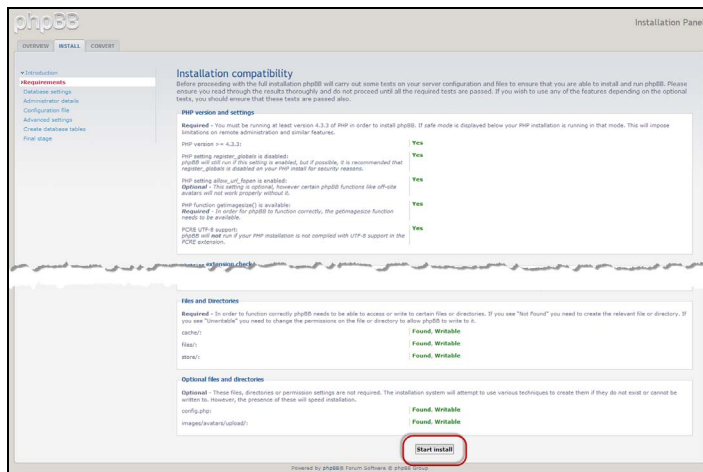 phpBB
Installation Panel
OVERVIEW
INSTALL
CONVERT
Introduction
Requirements
Database settings
Administrator details
Configuration file
Advanced settings
Create database tables
Final stage
Installation compatibility
Before proceeding with the full installation phpBB will carry out some tests on your server configuration and files to ensure that you are able to install and run phpBB. Please
ensure you read through the results thoroughly and do not proceed until all the required tests are passed. If you wish to use any of the features depending on the optional
tests, you should ensure that these tests are passed also.
PHP version and settings
Required - You must be running at least version 4.3.3 of PHP in order to install phpBB. If safe mode is displayed below your PHP installation is running in that mode. This will impose
limitations on remote administration and similar features.
PHP version >= 4.3.3:
Yes
PHP setting register_globals is disabled:
phpBB will still run if this setting is enabled, but if possible, it is recommended that
register_globals is disabled on your PHP install for security reasons.
Yes
PHP setting allow_url_fopen is enabled:
Optional - This setting is optional, however certain phpBB functions like off-site
avatars will not work properly without it.
Yes
PHP function getimagesize() is available:
Required - In order for phpBB to function correctly, the getimagesize function
needs to be available.
Yes
PCRE UTF-8 support:
phpBB will not run if your PHP installation is not compiled with UTF-8 support in the
PCRE extension.
Yes
extension check
Files and Directories
Required - In order to function correctly phpBB needs to be able to access or write to certain files or directories. If you see "Not Found" you need to create the relevant file or directory. If
you see "Unwritable" you need to change the permissions on the file or directory to allow phpBB to write to it.
cache/:
Found, Writable
files/:
Found, Writable
store/:
Found, Writable
Optional files and directories
Optional - These files, directories or permission settings are not required. The installation system will attempt to use various techniques to create them if they do not exist or cannot be
written to. However, the presence of these will speed installation.
config.php:
Found, Writable
images/avatars/upload/:
Found, Writable
Start install
Powered by phpBB® Forum Software © phpBB Group